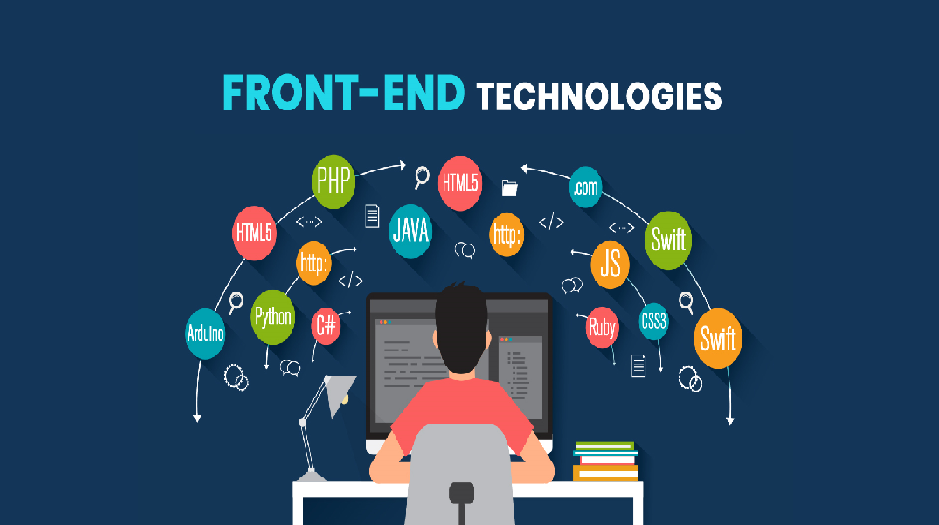 FRONT-END TECHNOLOGIES
PHP
HTML5
.com
HTML5
JAVA
http:
Swift
http:
JS
Arduino
Python
C#
Ruby
CSS3
Swift